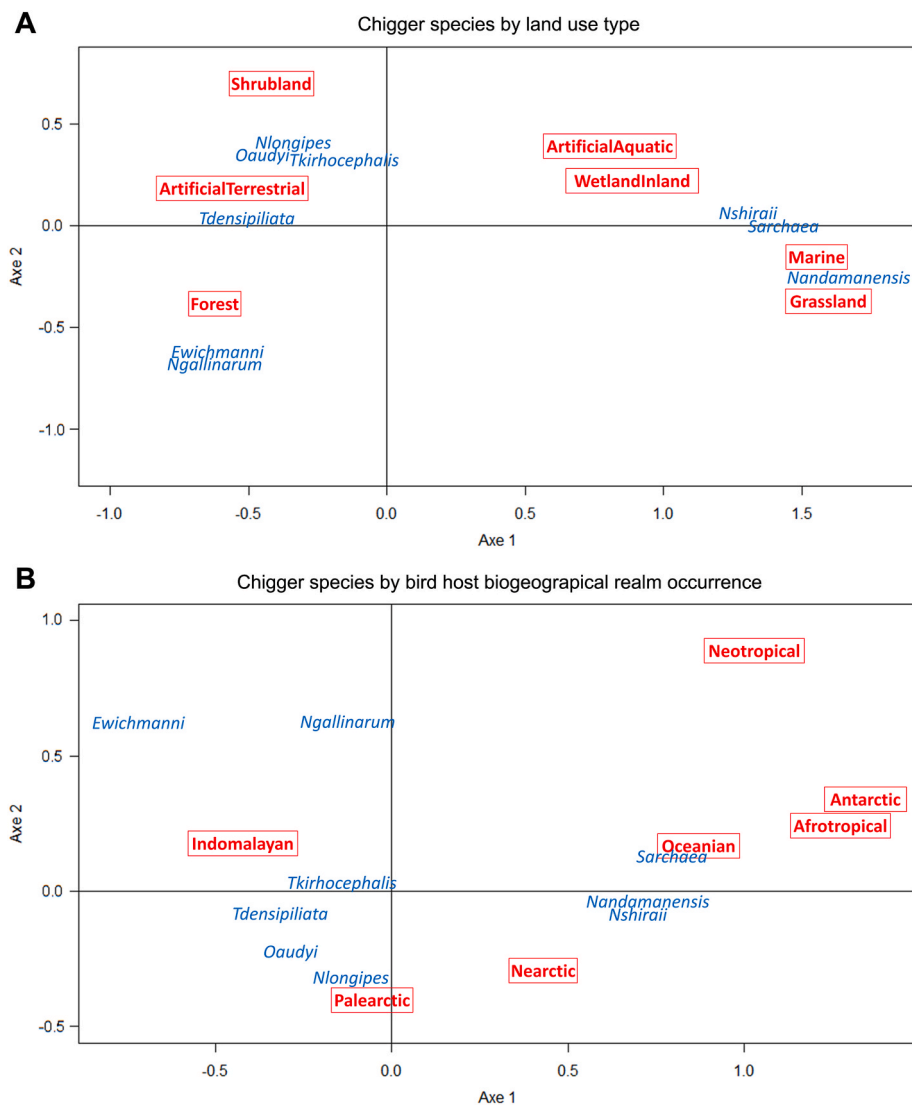 A
Chigger species by land use type
Shrubland
0.5
Nlongipes
ArtificialAquatic
Oaudyi
Tkirhocephalis
WetlandInland
ArtificialTerrestrial
Nshiraii
Tdensipiliata
0.0
Sarchaea
Axe 2
Marine
Nandamanensis
Forest
Grassland
-0.5
Ewichmanni
Ngallinarum
-1.0
-1.0 -0.5 0.0 0.5 1.0 1.5
Axe 1
B
Chigger species by bird host biogeograpical realm occurrence
1.0
Neotropical
Ewichmanni
Ngallinarum
0.5
Antarctic
Axe 2
Afrotropical
Indomalayan
Oceanian
Sarchaea
Tkirhocephalis
0.0
Nandamanensis
Tdensipiliata
Nshiraii
Oaudyi
Nearctic
Nlongipes
Palearctic
-0.5
-0.5 0.0 0.5 1.0
Axe 1